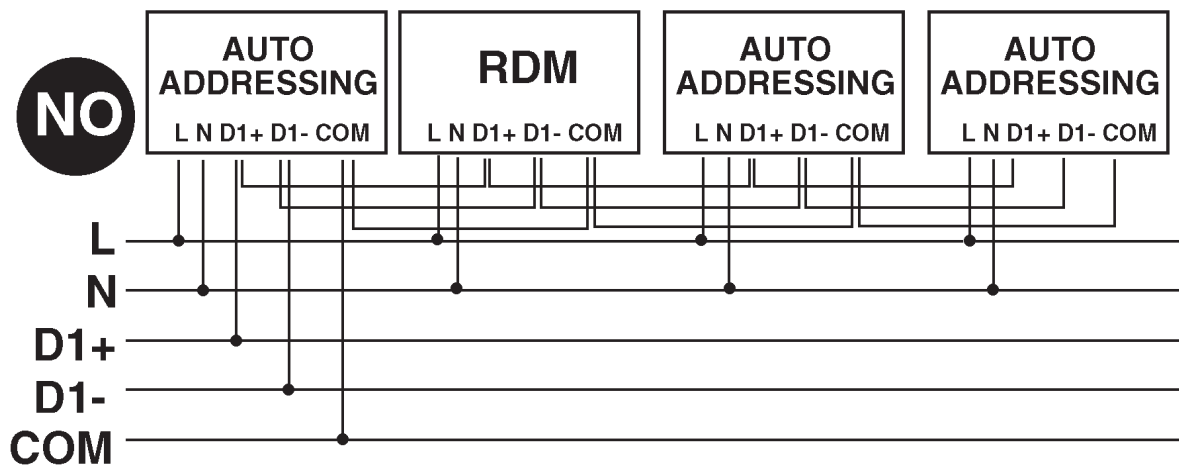 NO
AUTO
ADDRESSING
L N D1+ D1- COM
RDM
L N D1+ D1- COM
AUTO
ADDRESSING
L N D1+ D1- COM
AUTO
ADDRESSING
L N D1+ D1- COM
L
N
D1+
D1-
COM